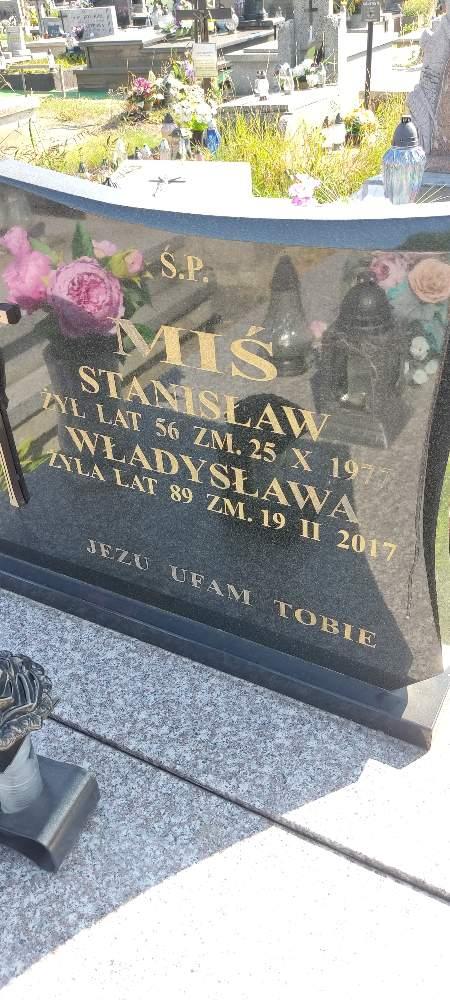 Ś.P.
MIŚ
STANISŁAW
ŻYŁ LAT 56 ZM. 25 X 1977
WŁADYSŁAWA
ŻYŁA LAT 89 ZM. 19 II 2017
JEZU UFAM TOBIE